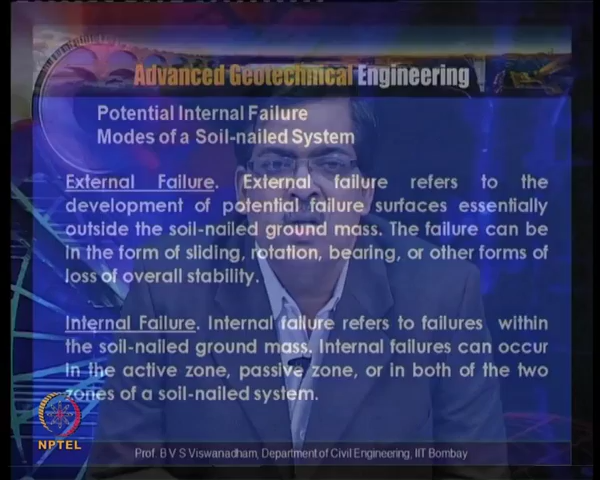 Advanced Geotechnical Engineering
Potential Internal Failure
Modes of a Soil-nailed System
External Failure. External failure refers to the
development of potential failure surfaces essentially
outside the soil-nailed ground mass. The failure can be
in the form of sliding, rotation, bearing, or other forms of
loss of overall stability.
Internal Failure. Internal failure refers to failures within
the soil-nailed ground mass. Internal failures can occur
in the active zone, passive zone, or in both of the two
zones of a soil-nailed system.
NPTEL
Prof. B V S Viswanadham, Department of Civil Engineering, IIT Bombay